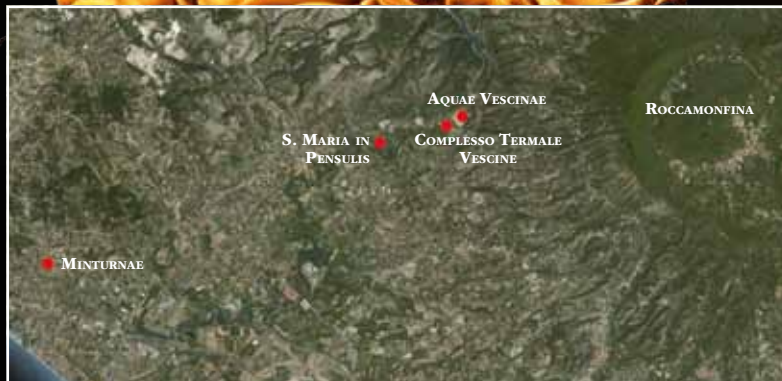 Aquae Vescinae
Roccamonfina
S. Maria in
Pensulis
Complesso Termale
Vescine
Minturnae